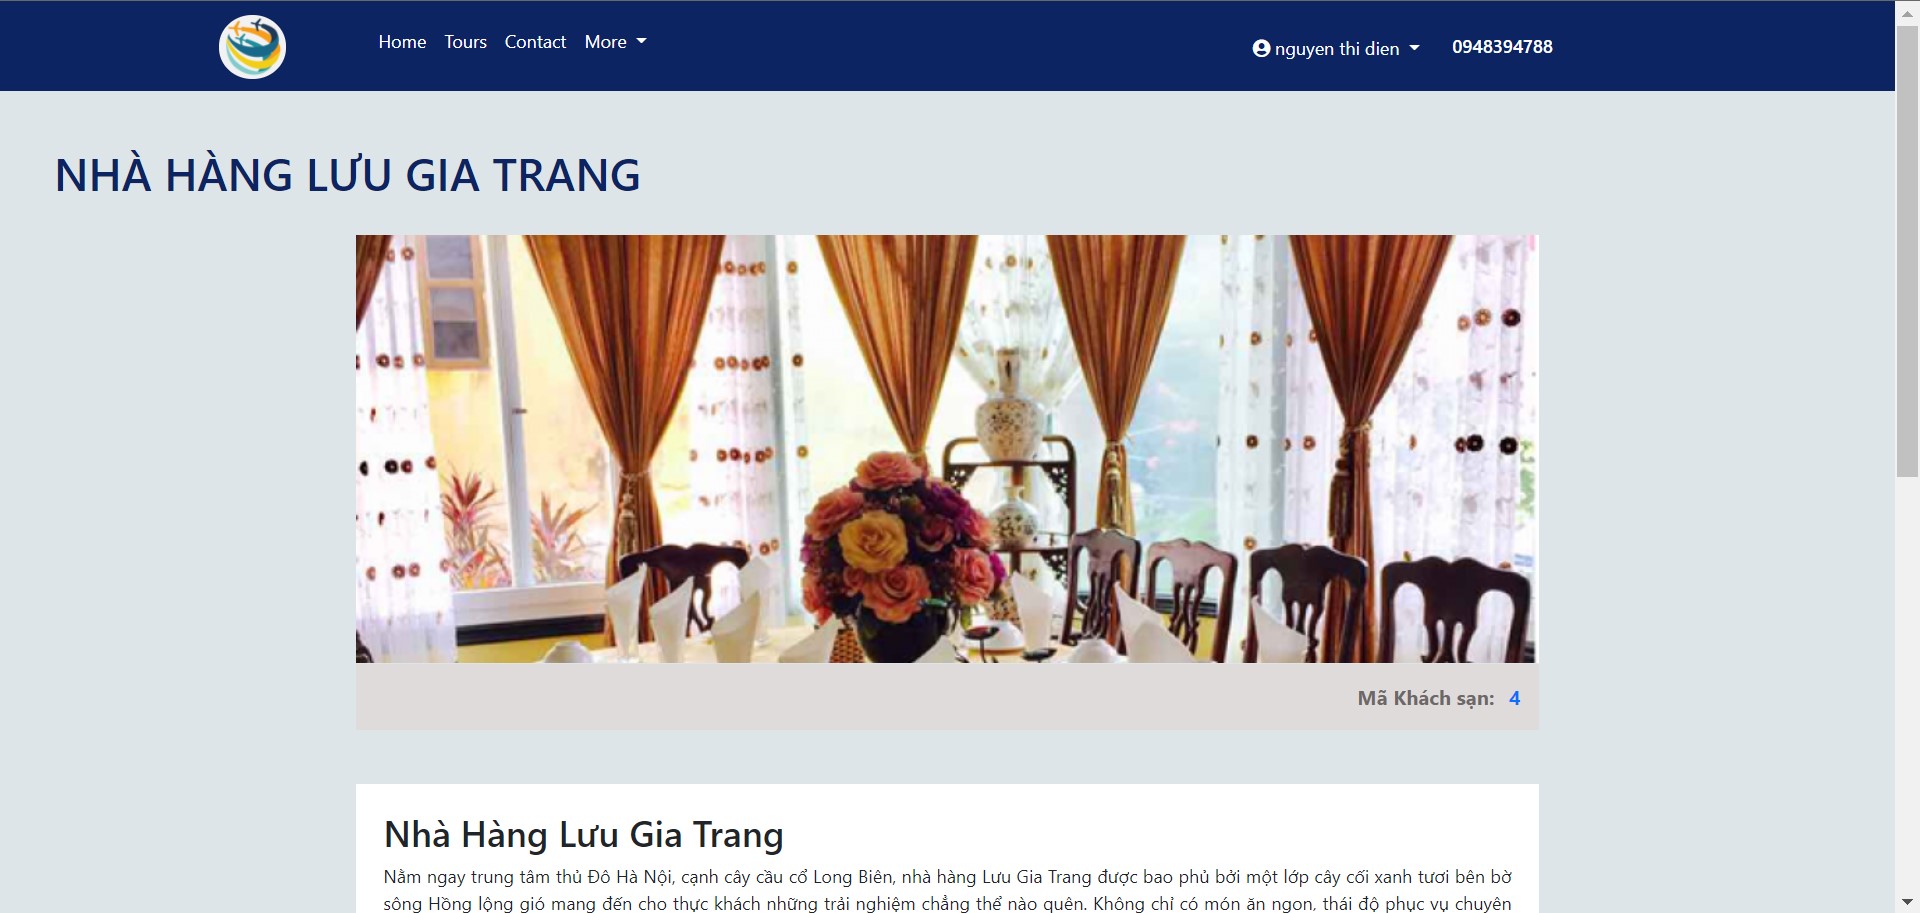 Home Tours Contact More
nguyen thi dien 0948394788
NHÀ HÀNG LƯU GIA TRANG
Mã Khách sạn: 4
Nhà Hàng Lưu Gia Trang
Nằm ngay trung tâm thủ Đô Hà Nội, cạnh cây cầu cổ Long Biên, nhà hàng Lưu Gia Trang được bao phủ bởi một lớp cây cối xanh tươi bên bờ
sông Hồng lộng gió mang đến cho thực khách những trải nghiệm chẳng thể nào quên. Không chỉ có món ăn ngon, thái độ phục vụ chuyên